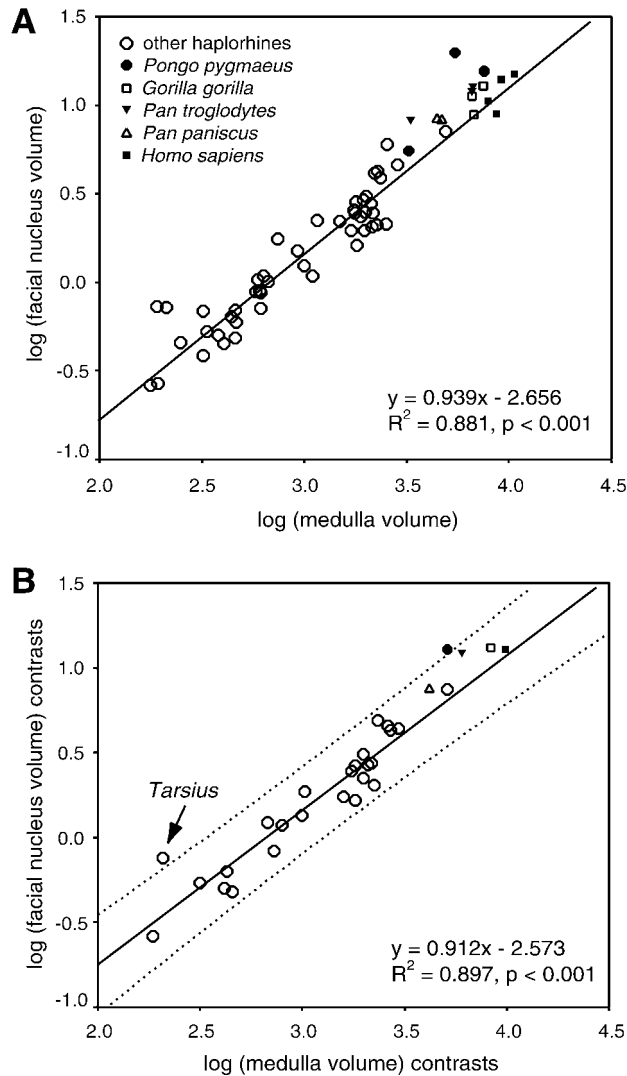 A
1.5
1.0
0.5
0.0
-0.5
-1.0
log (facial nucleus volume)
other haplorhines
Pongo pygmaeus
Gorilla gorilla
Pan troglodytes
Pan paniscus
Homo sapiens
y = 0.939x - 2.656
R² = 0.881, p < 0.001
2.0 2.5 3.0 3.5 4.0 4.5
log (medulla volume)
B
1.5
1.0
0.5
0.0
-0.5
-1.0
log (facial nucleus volume) contrasts
Tarsius
y = 0.912x - 2.573
R² = 0.897, p < 0.001
2.0 2.5 3.0 3.5 4.0 4.5
log (medulla volume) contrasts